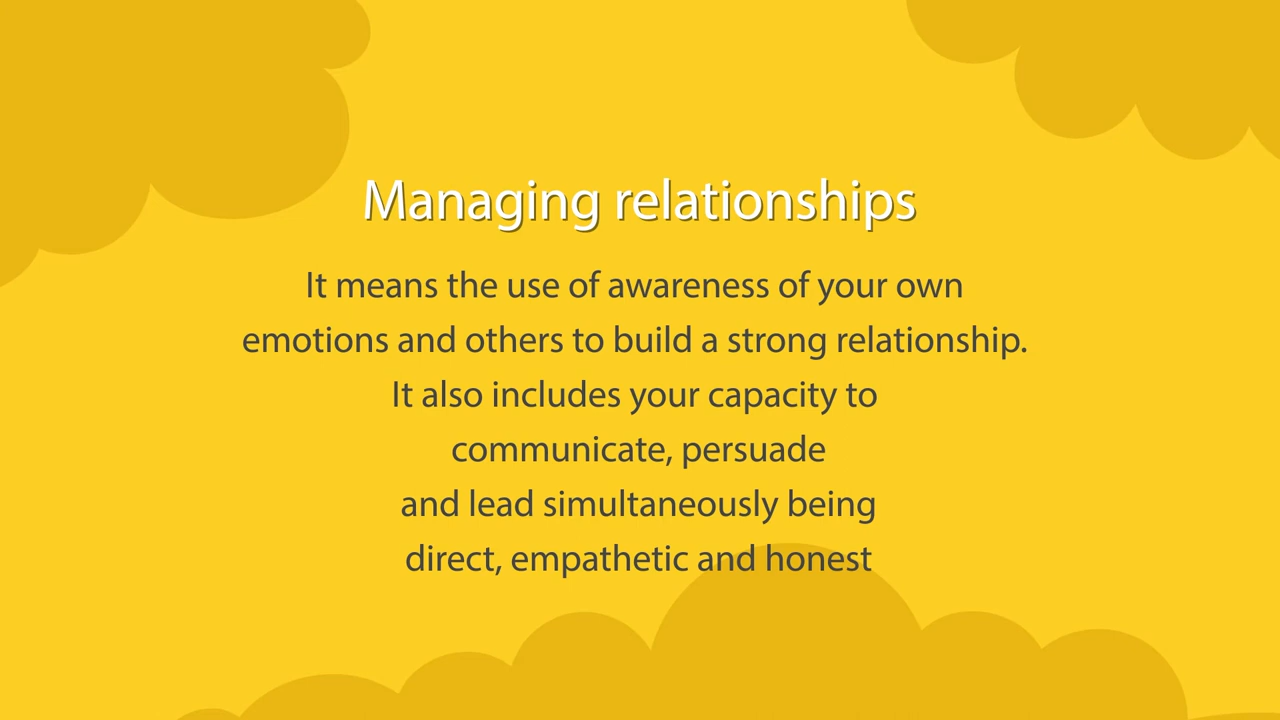 Managing relationships
It means the use of awareness of your own
emotions and others to build a strong relationship.
It also includes your capacity to
communicate, persuade
and lead simultaneously being
direct, empathetic and honest